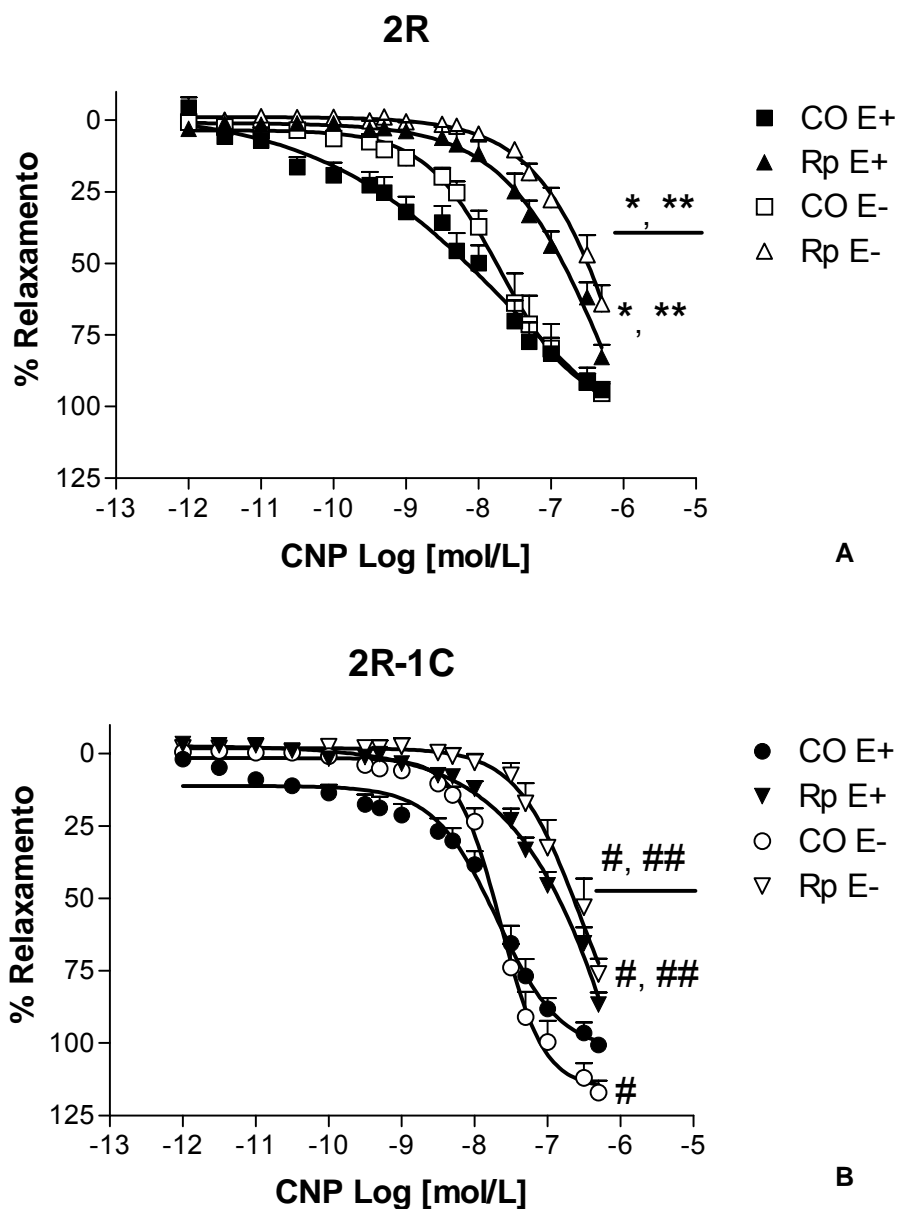 2R
% Relaxamento
0
25
50
75
100
125
-13 -12 -11 -10 -9 -8 -7 -6 -5
CNP Log [mol/L]
CO E+
Rp E+
CO E-
Rp E-
*, **
*, **
A
2R-1C
% Relaxamento
0
25
50
75
100
125
-13 -12 -11 -10 -9 -8 -7 -6 -5
CNP Log [mol/L]
CO E+
Rp E+
CO E-
Rp E-
#, ##
#, ##
#
B